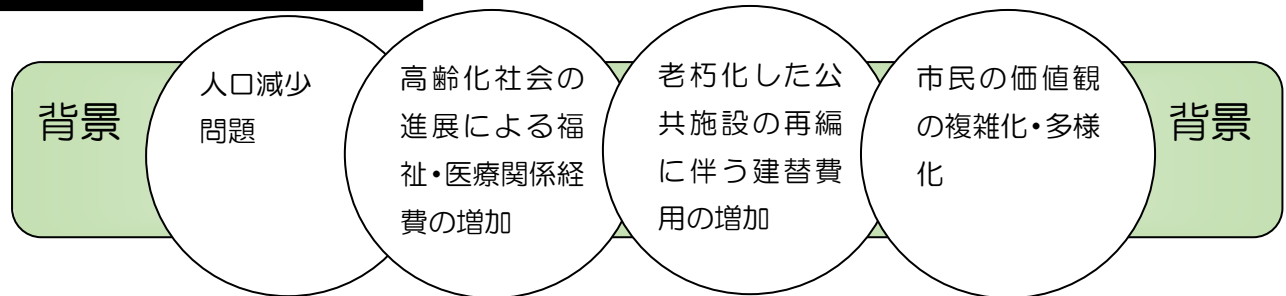 背景
人口減少
問題
高齢化社会の
進展による福
祉・医療関係経
費の増加
老朽化した公
共施設の再編
に伴う建替費
用の増加
市民の価値観
の複雑化・多様
化
背景